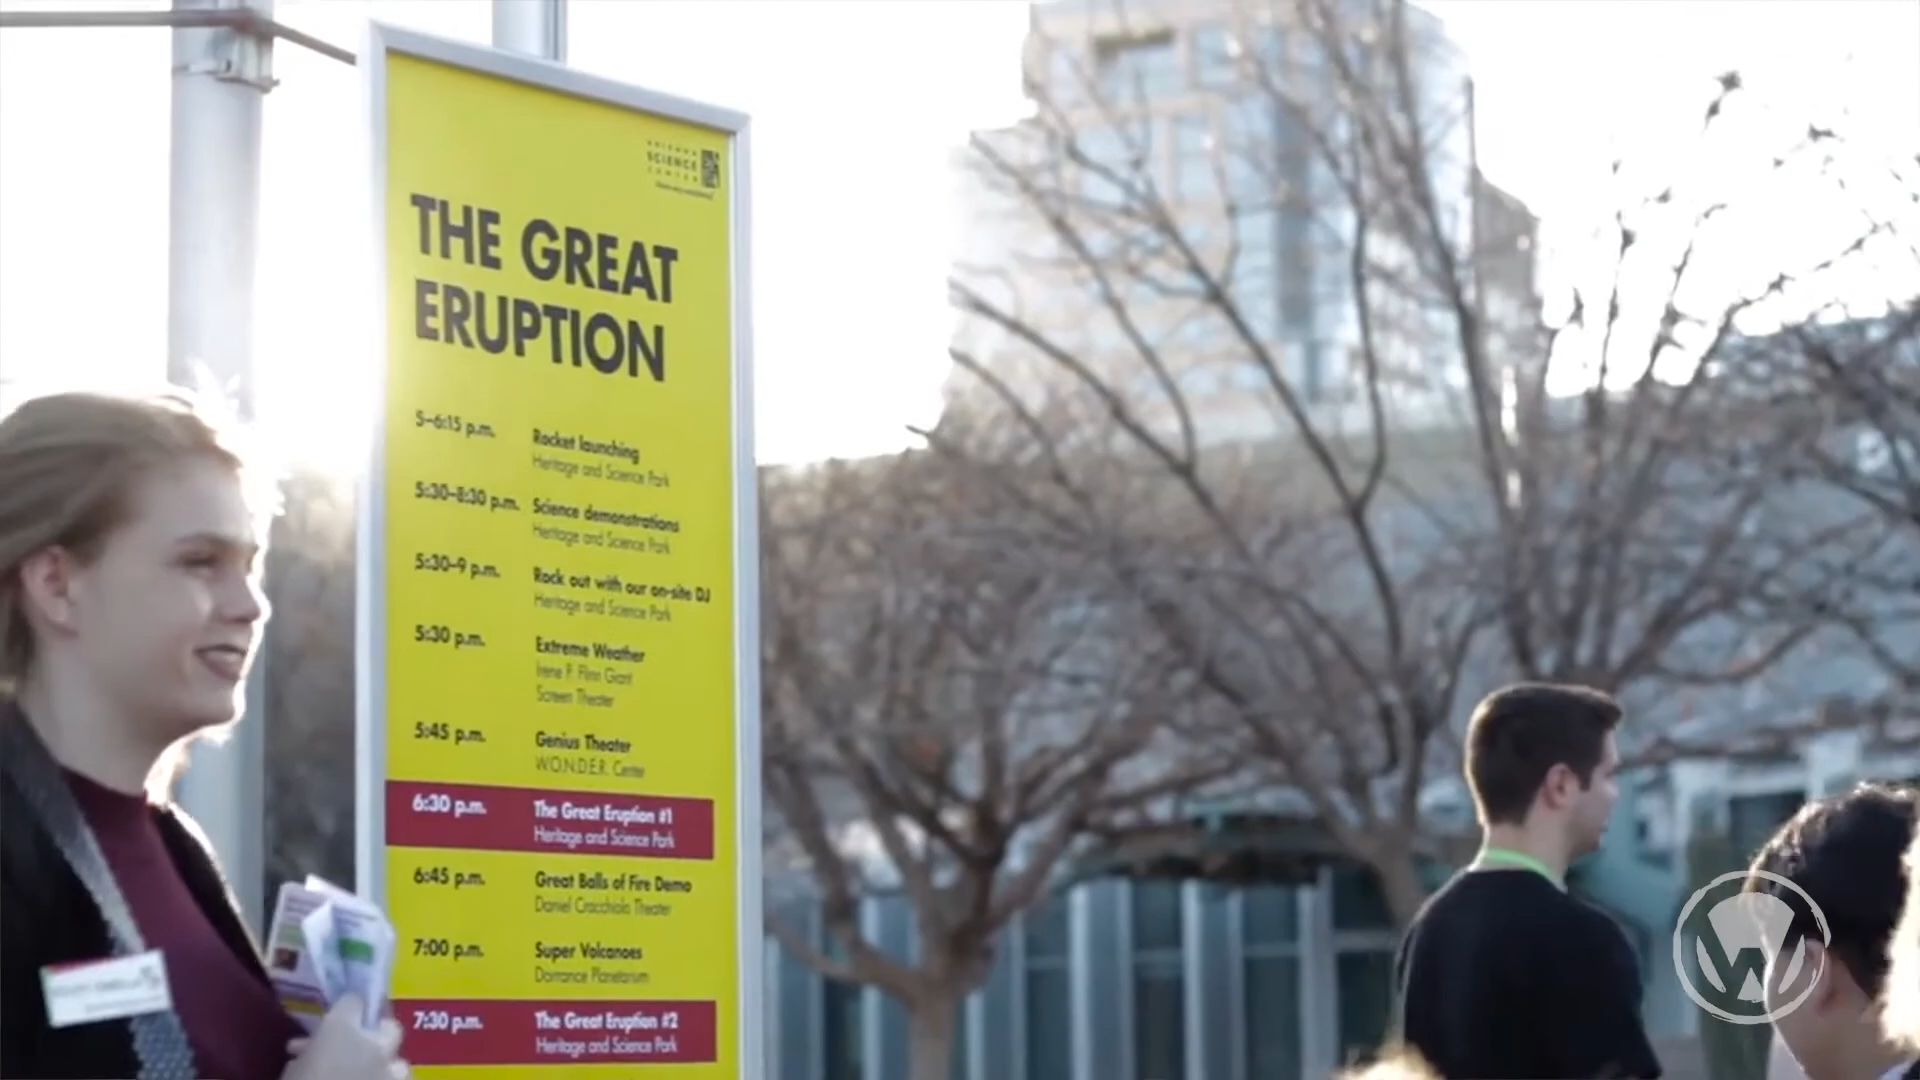 ARIZONA
SCIENCE
CENTER
THE GREAT
ERUPTION
5–6:15 p.m. Rocket launching
Heritage and Science Park
5:30–8:30 p.m. Science demonstrations
Heritage and Science Park
5:30–9 p.m. Rock out with our on-site DJ
Heritage and Science Park
5:30 p.m. Extreme Weather
Irene P. Flinn Giant
Screen Theater
5:45 p.m. Genius Theater
W.O.N.D.E.R. Center
6:30 p.m. The Great Eruption #1
Heritage and Science Park
6:45 p.m. Great Balls of Fire Demo
Daniel Cracchiolo Theater
7:00 p.m. Super Volcanoes
Dorrance Planetarium
7:30 p.m. The Great Eruption #2
Heritage and Science Park
W